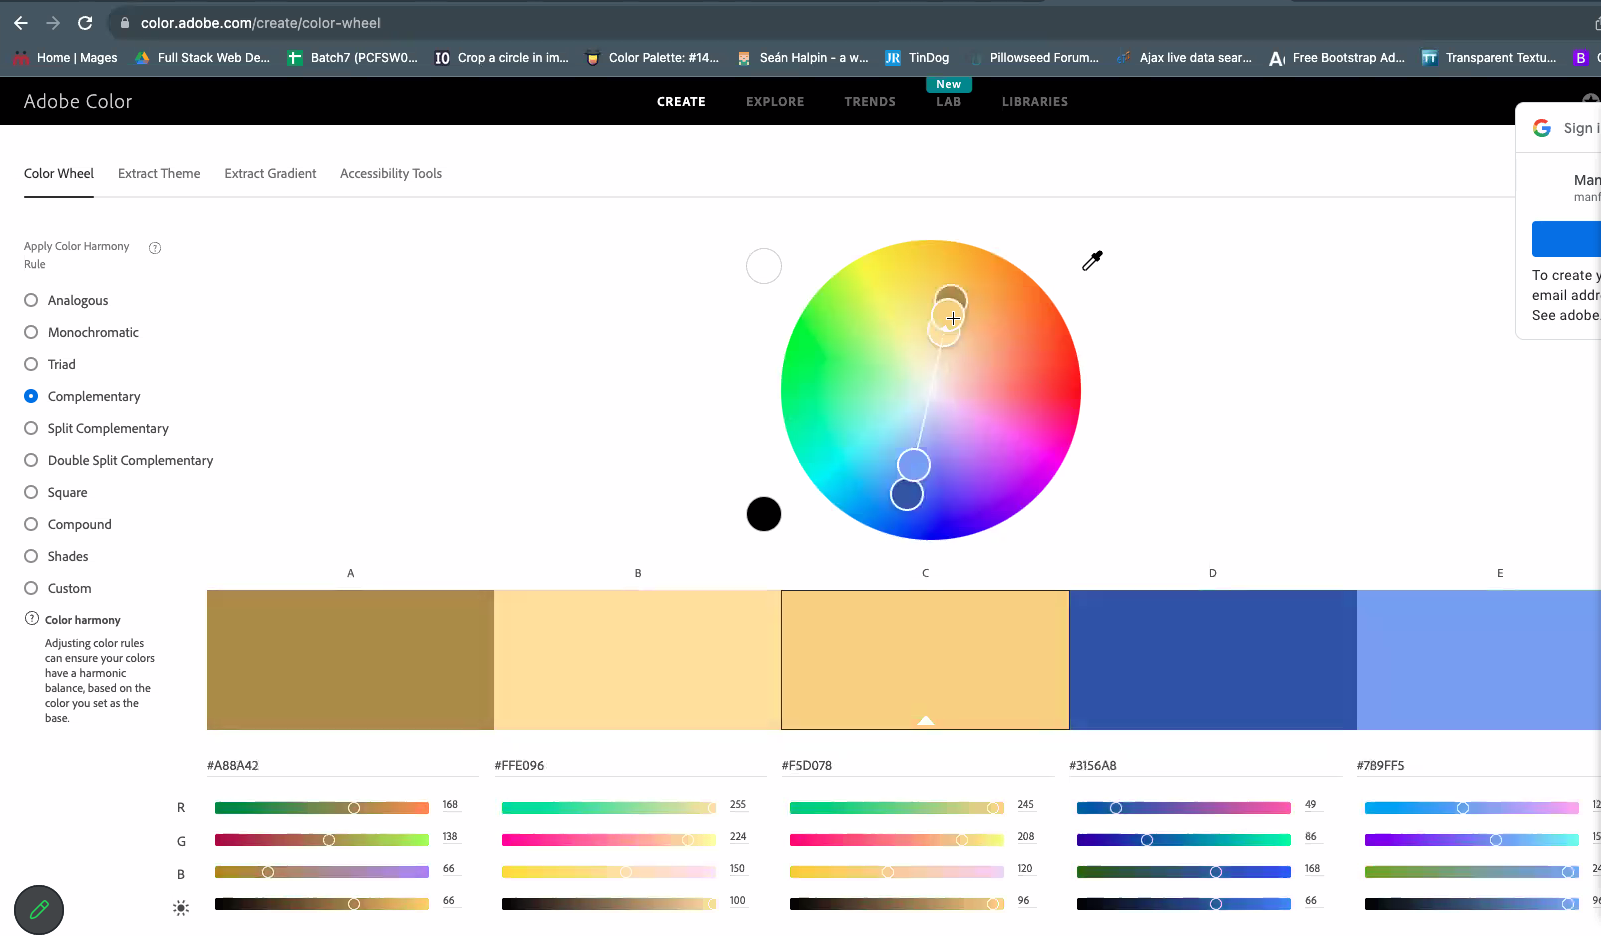 color.adobe.com/create/color-wheel
Home | Mages Full Stack Web De... Batch7 (PCFSW0... Crop a circle in im... Color Palette: #14... Seán Halpin - a w... TinDog Pillowseed Forum... Ajax live data sear... Free Bootstrap Ad... Transparent Textu...
New
Adobe Color CREATE EXPLORE TRENDS LAB LIBRARIES
Sign i
Color Wheel Extract Theme Extract Gradient Accessibility Tools
Man
manf
Apply Color Harmony
Rule
To create y
email addr
See adobe.
Analogous
Monochromatic
Triad
Complementary
Split Complementary
Double Split Complementary
Square
Compound
Shades
Custom
A B C D E
Color harmony
Adjusting color rules
can ensure your colors
have a harmonic
balance, based on the
color you set as the
base.
#A88A42 #FFE096 #F5D078 #3156A8 #789FF5
R 168 255 245 49 12
G 138 224 208 86 15
B 66 150 120 168 24
66 100 96 66 96